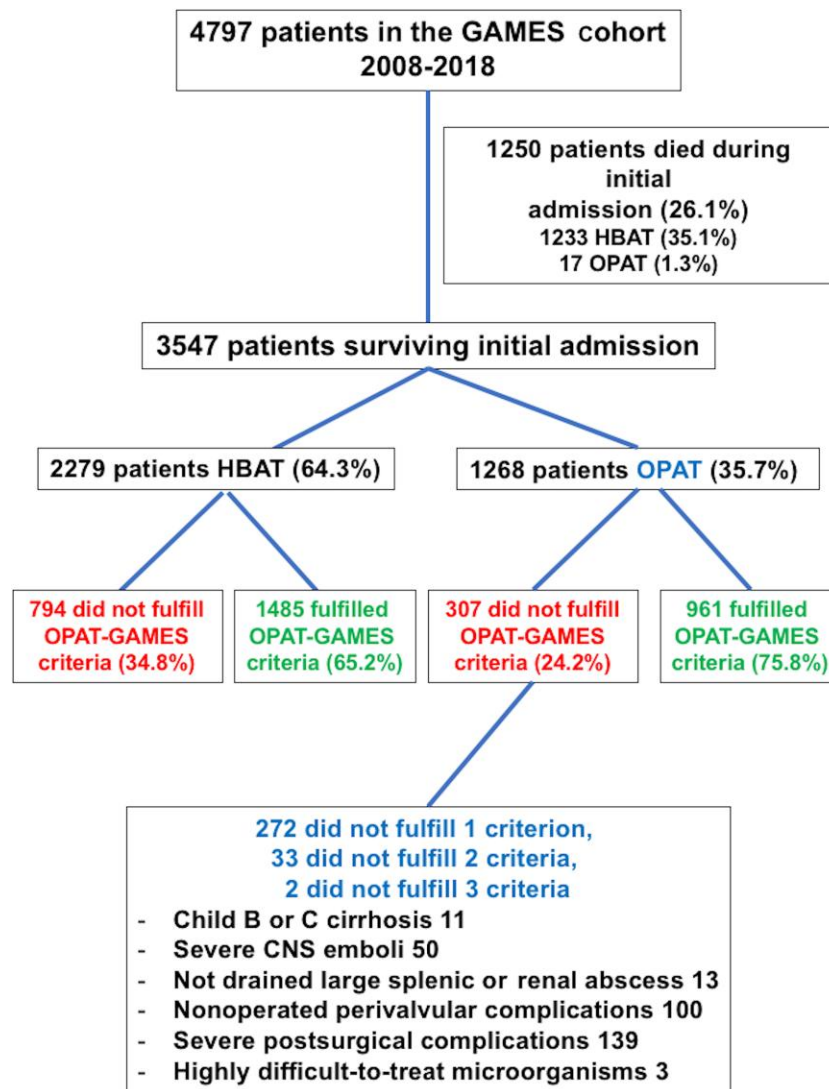 4797 patients in the GAMES cohort
2008-2018
1250 patients died during
initial
admission (26.1%)
1233 HBAT (35.1%)
17 OPAT (1.3%)
3547 patients surviving initial admission
2279 patients HBAT (64.3%)
1268 patients OPAT (35.7%)
794 did not fulfill
OPAT-GAMES
criteria (34.8%)
1485 fulfilled
OPAT-GAMES
criteria (65.2%)
307 did not fulfill
OPAT-GAMES
criteria (24.2%)
961 fulfilled
OPAT-GAMES
criteria (75.8%)
272 did not fulfill 1 criterion,
33 did not fulfill 2 criteria,
2 did not fulfill 3 criteria
- Child B or C cirrhosis 11
- Severe CNS emboli 50
- Not drained large splenic or renal abscess 13
- Nonoperated perivalvular complications 100
- Severe postsurgical complications 139
- Highly difficult-to-treat microorganisms 3